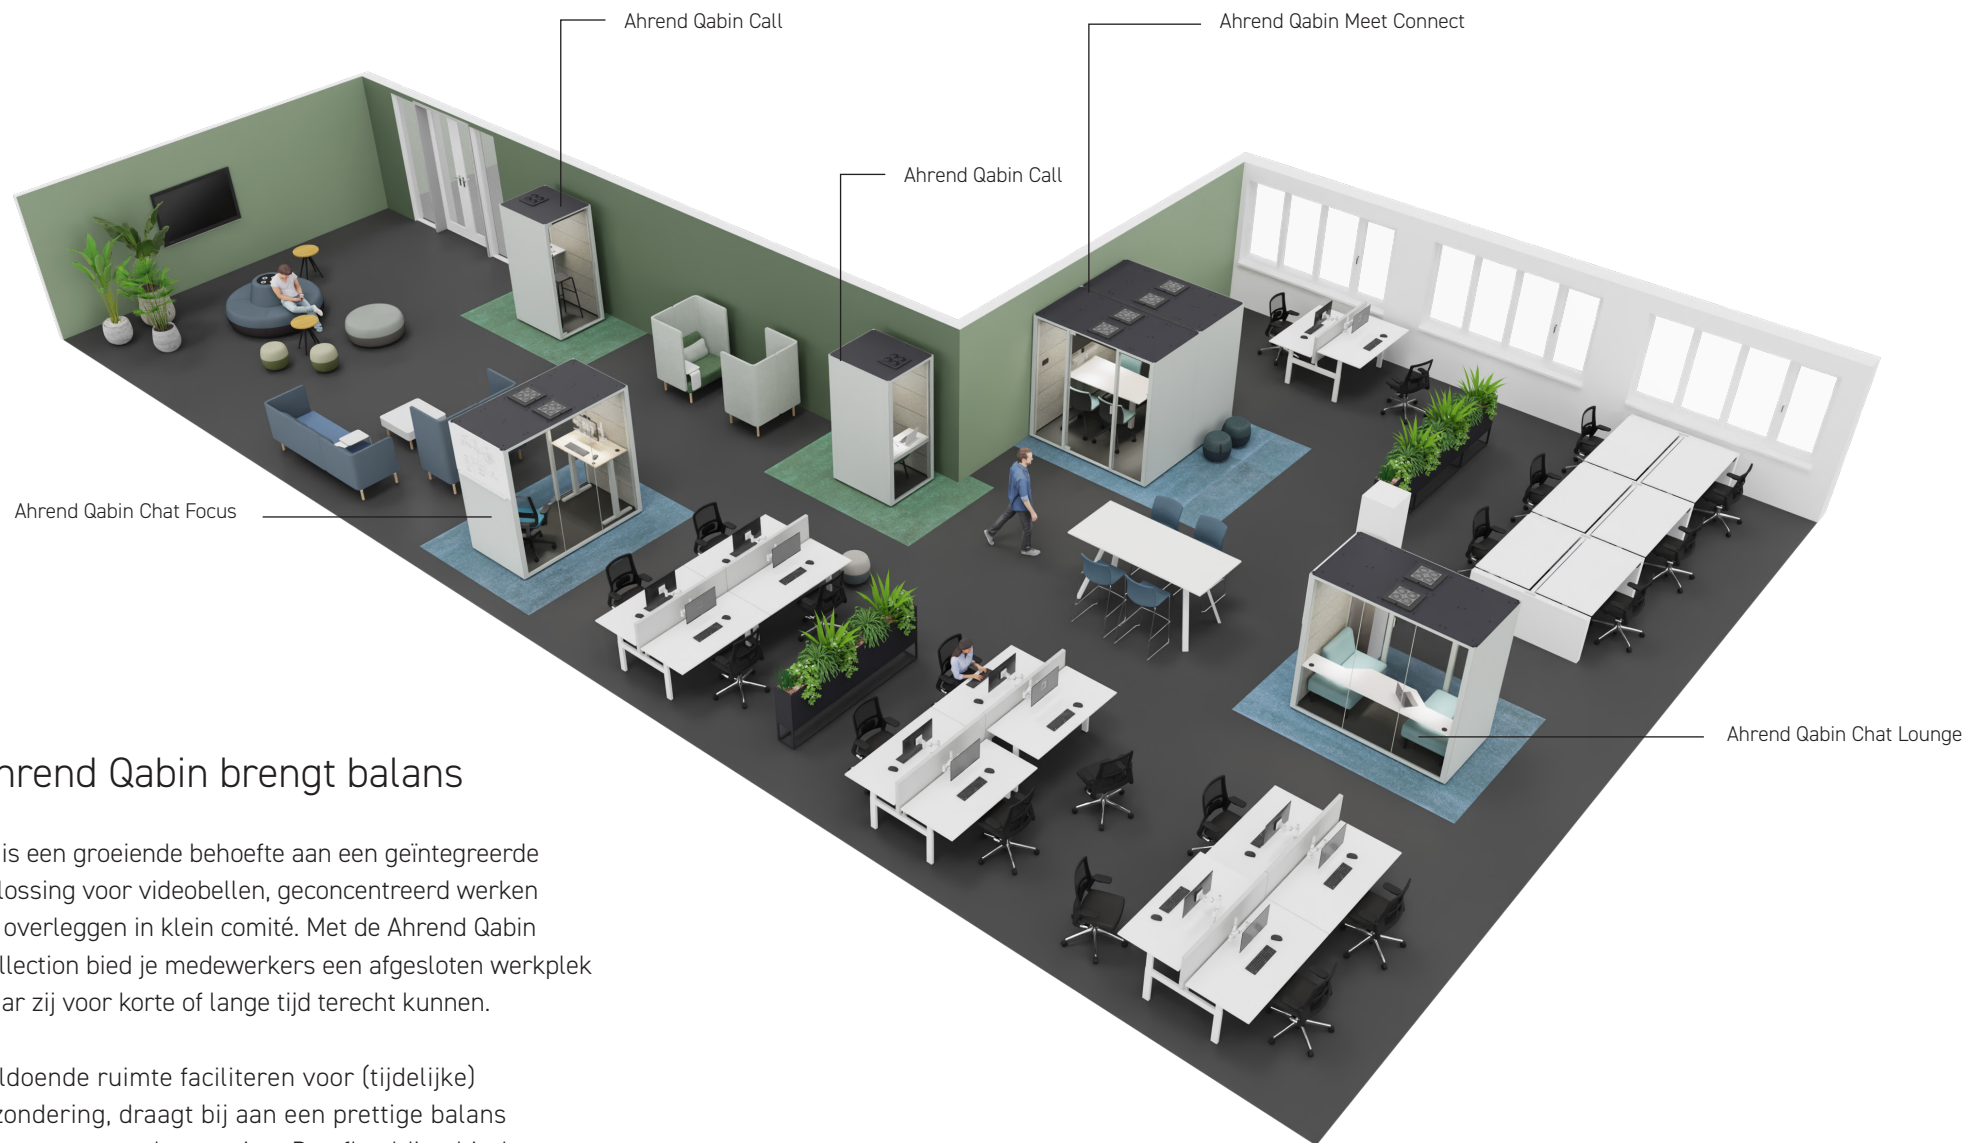 Ahrend Qabin Call
Ahrend Qabin Meet Connect
Ahrend Qabin Call
Ahrend Qabin Chat Focus
Ahrend Qabin Chat Lounge
hrend Qabin brengt balans
is een groeiende behoefte aan een geïntegreerde
lossing voor videobellen, geconcentreerd werken
overleggen in klein comité. Met de Ahrend Qabin
llection bied je medewerkers een afgesloten werkplek
ar zij voor korte of lange tijd terecht kunnen.
ldoende ruimte faciliteren voor (tijdelijke)
zondering, draagt bij aan een prettige balans